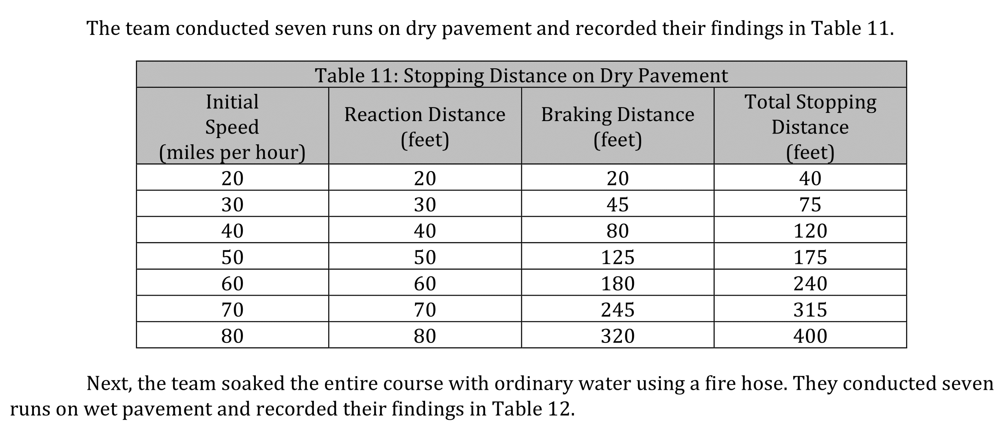 The team conducted seven runs on dry pavement and recorded their findings in Table 11.
Table 11: Stopping Distance on Dry Pavement
Initial
Speed
(miles per hour)
Reaction Distance
(feet)
Braking Distance
(feet)
Total Stopping
Distance
(feet)
20 20 20 40
30 30 45 75
40 40 80 120
50 50 125 175
60 60 180 240
70 70 245 315
80 80 320 400
Next, the team soaked the entire course with ordinary water using a fire hose. They conducted seven
runs on wet pavement and recorded their findings in Table 12.